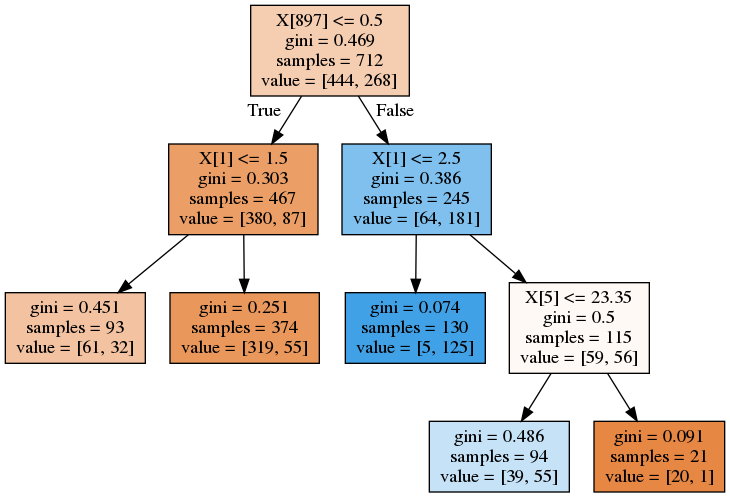 X[897] <= 0.5
gini = 0.469
samples = 712
value = [444, 268]
True
False
X[1] <= 1.5
gini = 0.303
samples = 467
value = [380, 87]
X[1] <= 2.5
gini = 0.386
samples = 245
value = [64, 181]
gini = 0.451
samples = 93
value = [61, 32]
gini = 0.251
samples = 374
value = [319, 55]
gini = 0.074
samples = 130
value = [5, 125]
X[5] <= 23.35
gini = 0.5
samples = 115
value = [59, 56]
gini = 0.486
samples = 94
value = [39, 55]
gini = 0.091
samples = 21
value = [20, 1]